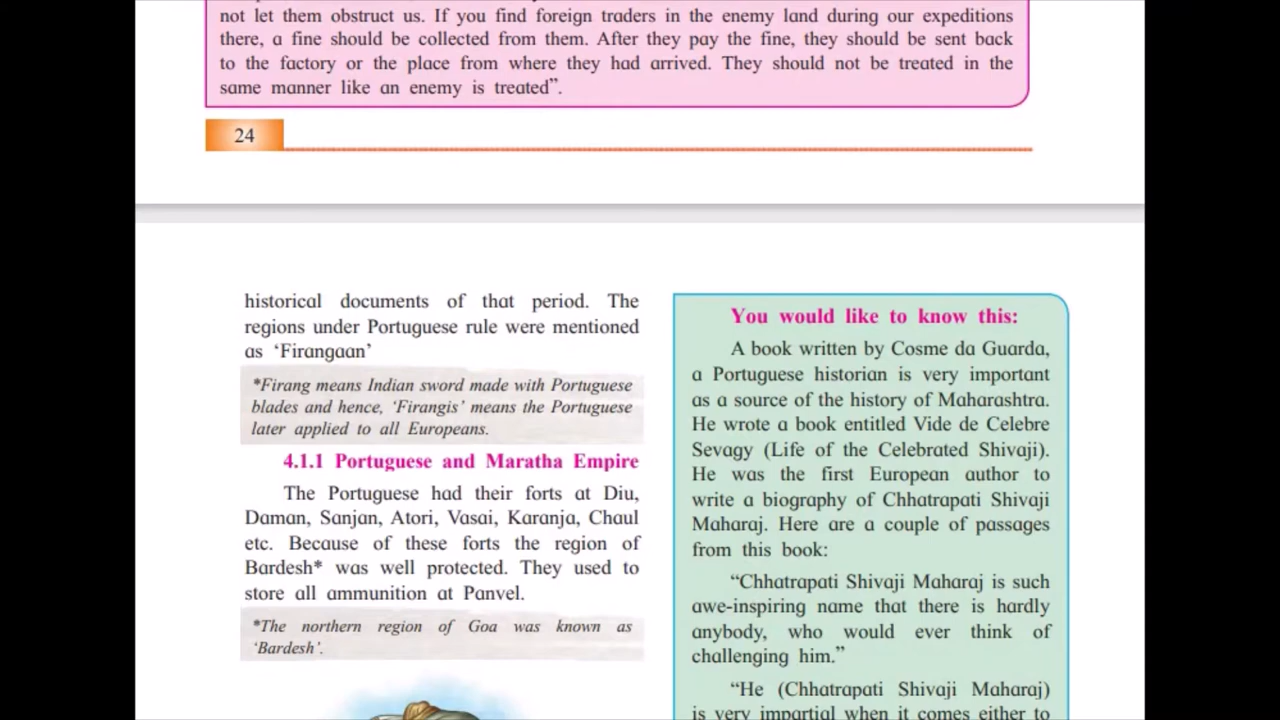 not let them obstruct us. If you find foreign traders in the enemy land during our expeditions
there, a fine should be collected from them. After they pay the fine, they should be sent back
to the factory or the place from where they had arrived. They should not be treated in the
same manner like an enemy is treated”.
24
historical documents of that period. The
regions under Portuguese rule were mentioned
as ‘Firangaan’
*Firang means Indian sword made with Portuguese
blades and hence, ‘Firangis’ means the Portuguese
later applied to all Europeans.
4.1.1 Portuguese and Maratha Empire
The Portuguese had their forts at Diu,
Daman, Sanjan, Atori, Vasai, Karanja, Chaul
etc. Because of these forts the region of
Bardesh* was well protected. They used to
store all ammunition at Panvel.
*The northern region of Goa was known as
‘Bardesh’.
You would like to know this:
A book written by Cosme da Guarda,
a Portuguese historian is very important
as a source of the history of Maharashtra.
He wrote a book entitled Vide de Celebre
Sevagy (Life of the Celebrated Shivaji).
He was the first European author to
write a biography of Chhatrapati Shivaji
Maharaj. Here are a couple of passages
from this book:
“Chhatrapati Shivaji Maharaj is such
awe-inspiring name that there is hardly
anybody, who would ever think of
challenging him.”
“He (Chhatrapati Shivaji Maharaj)
is very impartial when it comes either to